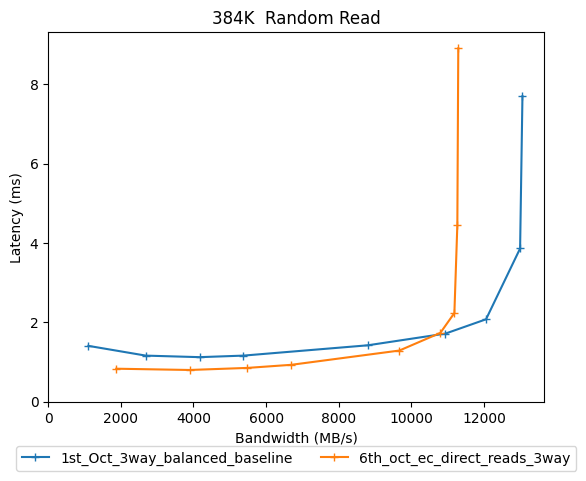 384K  Random Read
8
6
4
2
0
Latency (ms)
0 2000 4000 6000 8000 10000 12000
Bandwidth (MB/s)
1st_Oct_3way_balanced_baseline 6th_oct_ec_direct_reads_3way